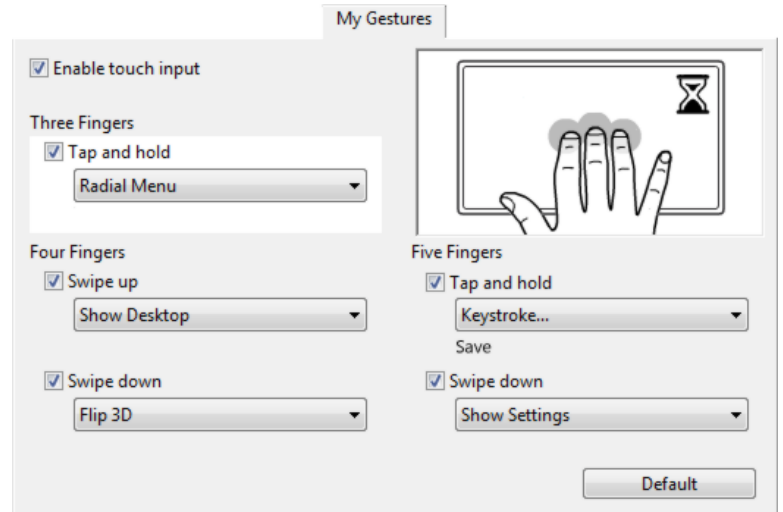 My Gestures
Enable touch input
Three Fingers
Tap and hold
Radial Menu
Four Fingers
Swipe up
Show Desktop
Swipe down
Flip 3D
Five Fingers
Tap and hold
Keystroke...
Save
Swipe down
Show Settings
Default